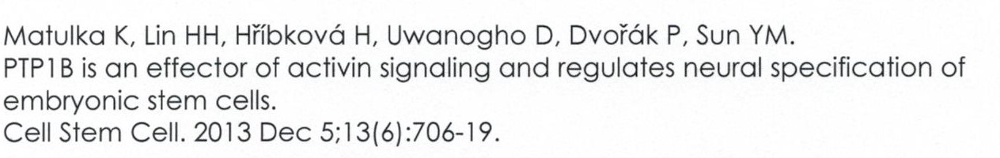 Matulka K, Lin HH, Hříbková H, Uwanogho D, Dvořák P, Sun YM.
PTP1B is an effector of activin signaling and regulates neural specification of
embryonic stem cells.
Cell Stem Cell. 2013 Dec 5;13(6):706-19.